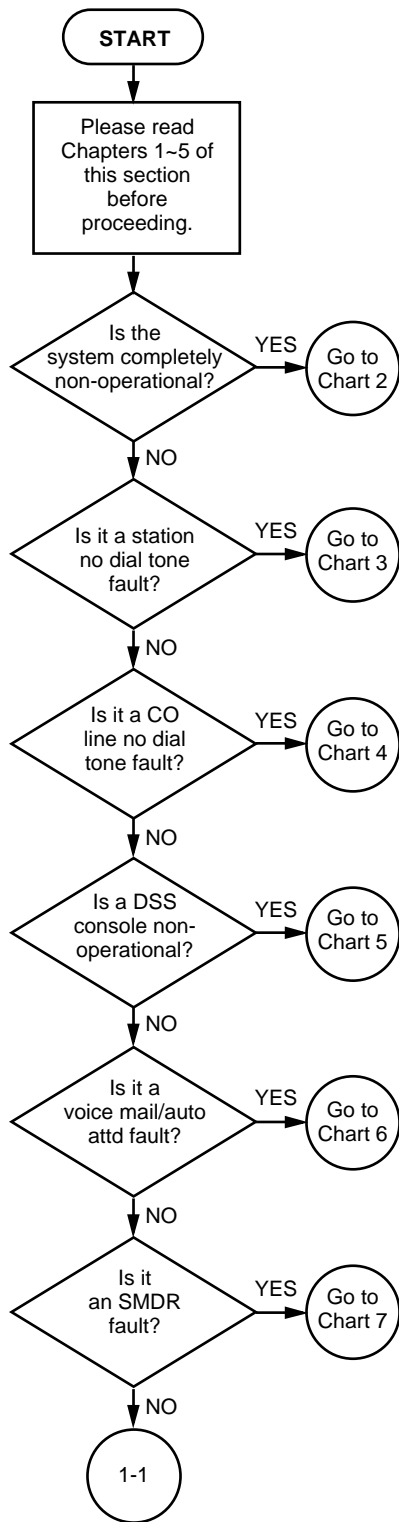 START
Please read
Chapters 1~5 of
this section
before
proceeding.
Is the
system completely
non-operational?
YES
Go to
Chart 2
NO
Is it a station
no dial tone
fault?
YES
Go to
Chart 3
NO
Is it a CO
line no dial
tone fault?
YES
Go to
Chart 4
NO
Is a DSS
console non-
operational?
YES
Go to
Chart 5
NO
Is it a
voice mail/auto
attd fault?
YES
Go to
Chart 6
NO
Is it
an SMDR
fault?
YES
Go to
Chart 7
NO
1-1